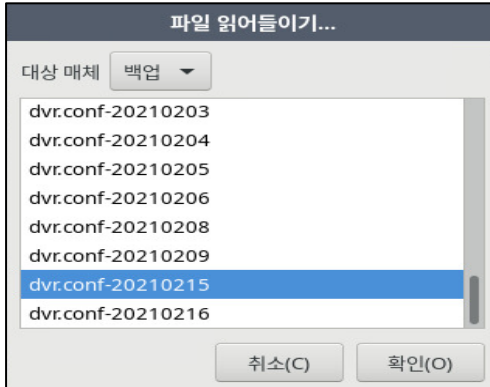 파일 읽어들이기...
대상 매체 백업
dvr.conf-20210203
dvr.conf-20210204
dvr.conf-20210205
dvr.conf-20210206
dvr.conf-20210208
dvr.conf-20210209
dvr.conf-20210215
dvr.conf-20210216
취소(C) 확인(O)